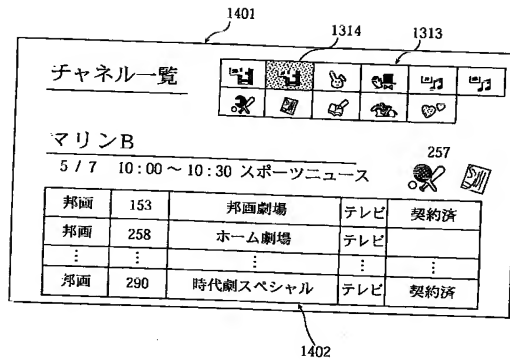 1401
1314
1313
チャネル一覧
マリンB
5 / 7 10:00 ~ 10:30 スポーツニュース
257
邦画 153 邦画劇場 テレビ 契約済
邦画 258 ホーム劇場 テレビ
⋮ ⋮ ⋮ ⋮ ⋮
邦画 290 時代劇スペシャル テレビ 契約済
1402